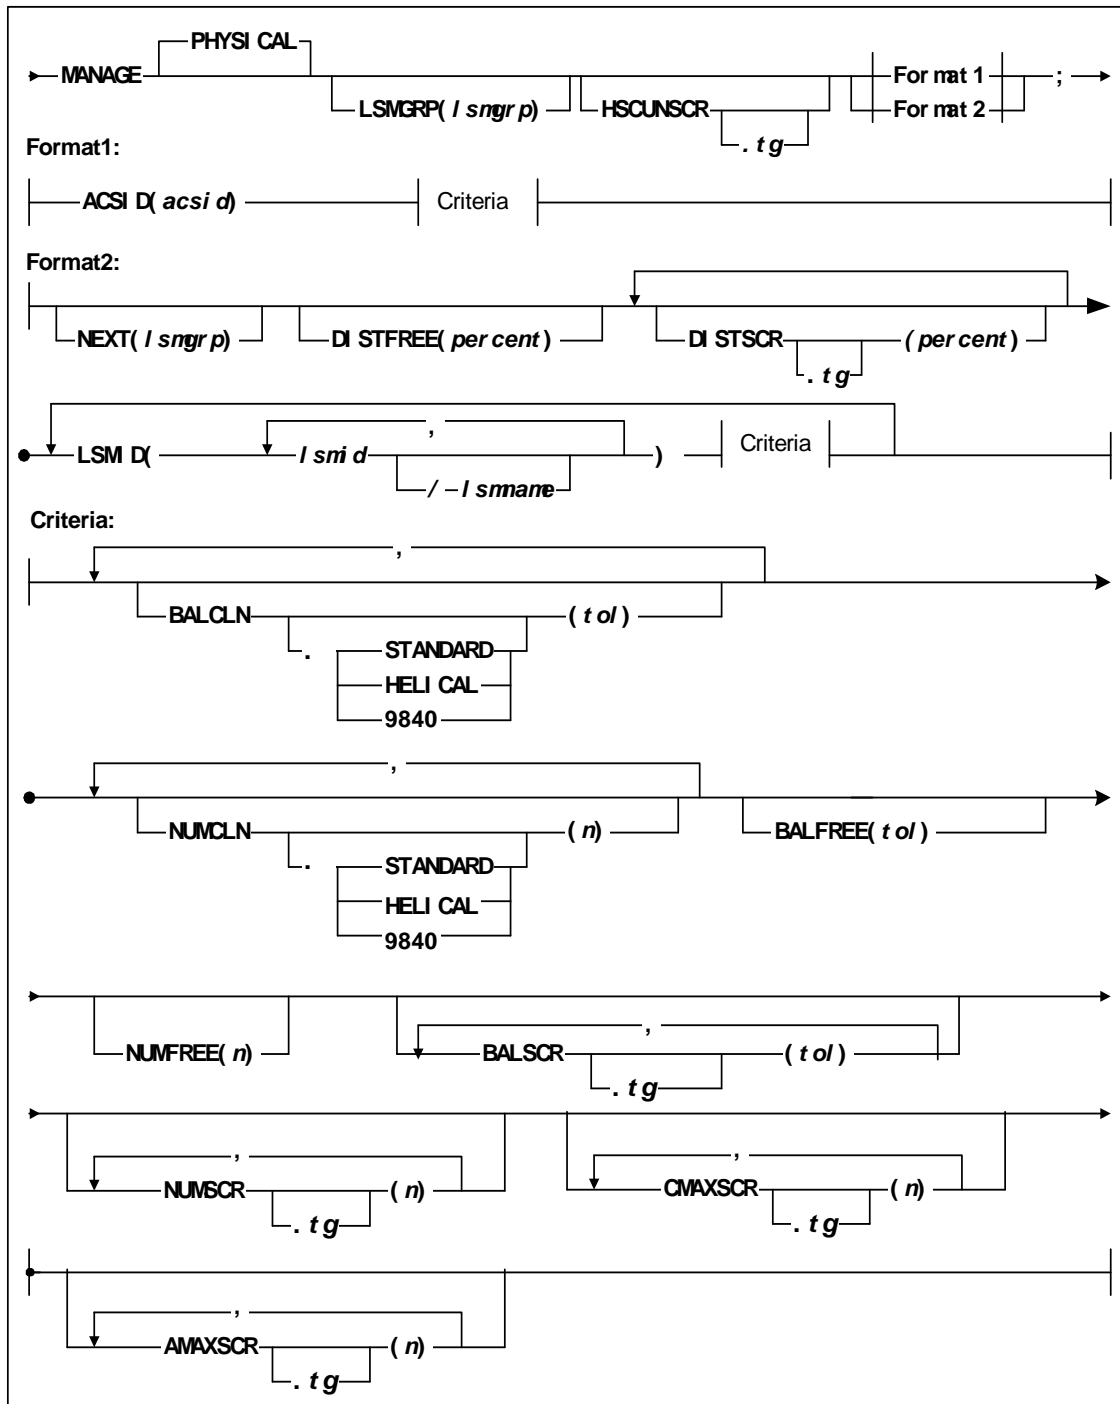 PHYSICAL
MANAGE LSMGRP(lsmgrp) HSCUNSCR .tg Format 1 ;
Format 2
Format1:
ACSID(acsid) Criteria
Format2:
NEXT(lsmgrp) DISTFREE(percent) DISTSCR .tg (percent)
,
LSMID( lsmid ) Criteria
/ lsmname
Criteria:
,
BALCLN (tol)
. STANDARD
HELICAL
9840
,
NUMCLN (n) BALFREE(tol)
. STANDARD
HELICAL
9840
NUMFREE(n) , BALSCR .tg (tol)
, ,
NUMSCR .tg (n) CMAXSCR .tg (n)
,
AMAXSCR .tg (n)